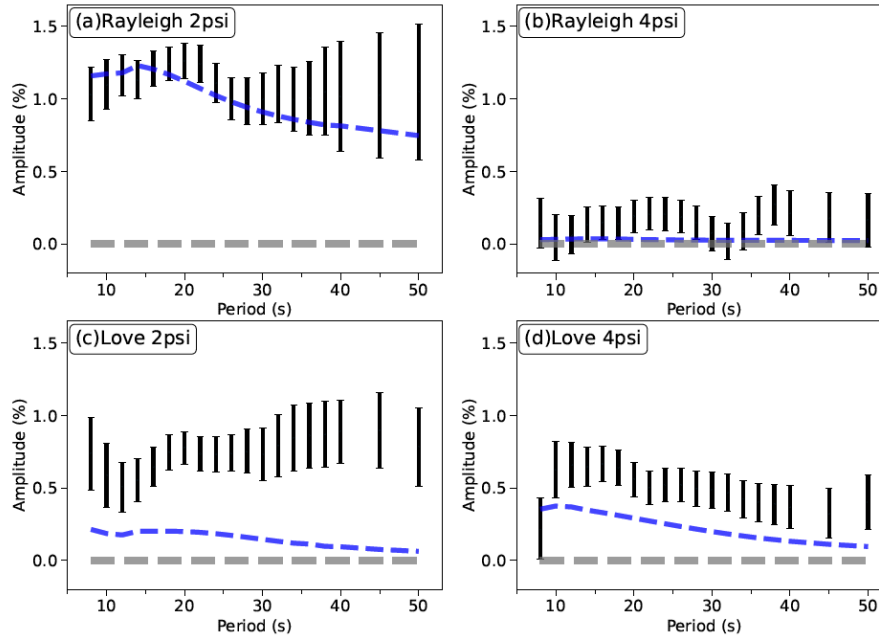 (a)Rayleigh 2psi
1.5
1.0
0.5
0.0
Amplitude (%)
10 20 30 40 50
Period (s)
(b)Rayleigh 4psi
1.5
1.0
0.5
0.0
Amplitude (%)
10 20 30 40 50
Period (s)
(c)Love 2psi
1.5
1.0
0.5
0.0
Amplitude (%)
10 20 30 40 50
Period (s)
(d)Love 4psi
1.5
1.0
0.5
0.0
Amplitude (%)
10 20 30 40 50
Period (s)